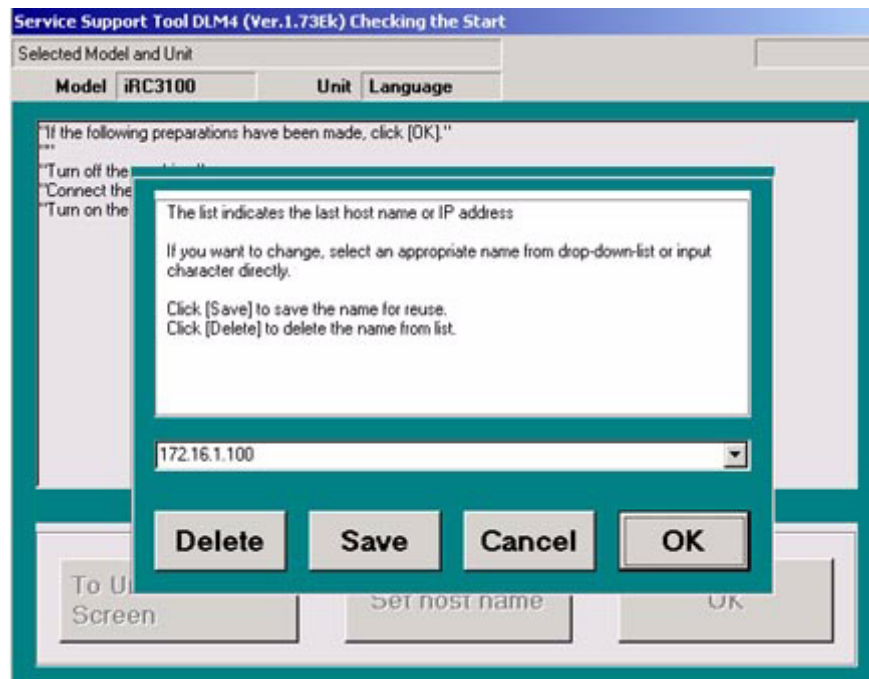 Service Support Tool DLM4 (Ver.1.73Ek) Checking the Start
Selected Model and Unit
Model iRC3100 Unit Language
"If the following preparations have been made, click [OK]."
""
"Turn off the
"Connect the
"Turn on the
The list indicates the last host name or IP address
If you want to change, select an appropriate name from drop-down-list or input
character directly.
Click [Save] to save the name for reuse.
Click [Delete] to delete the name from list.
172.16.1.100
Delete Save Cancel OK
To
Screen
Set host name
OK